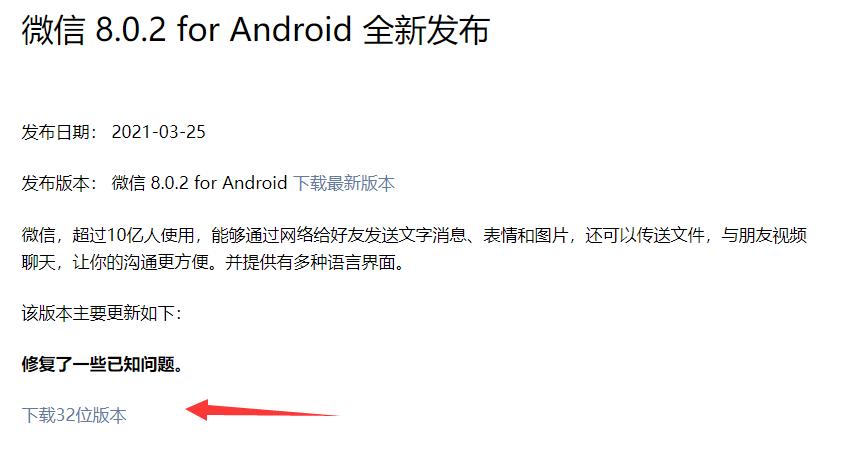 微信 8.0.2 for Android 全新发布
发布日期： 2021-03-25
发布版本： 微信 8.0.2 for Android 下载最新版本
微信，超过10亿人使用，能够通过网络给好友发送文字消息、表情和图片，还可以传送文件，与朋友视频
聊天，让你的沟通更方便。并提供有多种语言界面。
该版本主要更新如下：
修复了一些已知问题。
下载32位版本